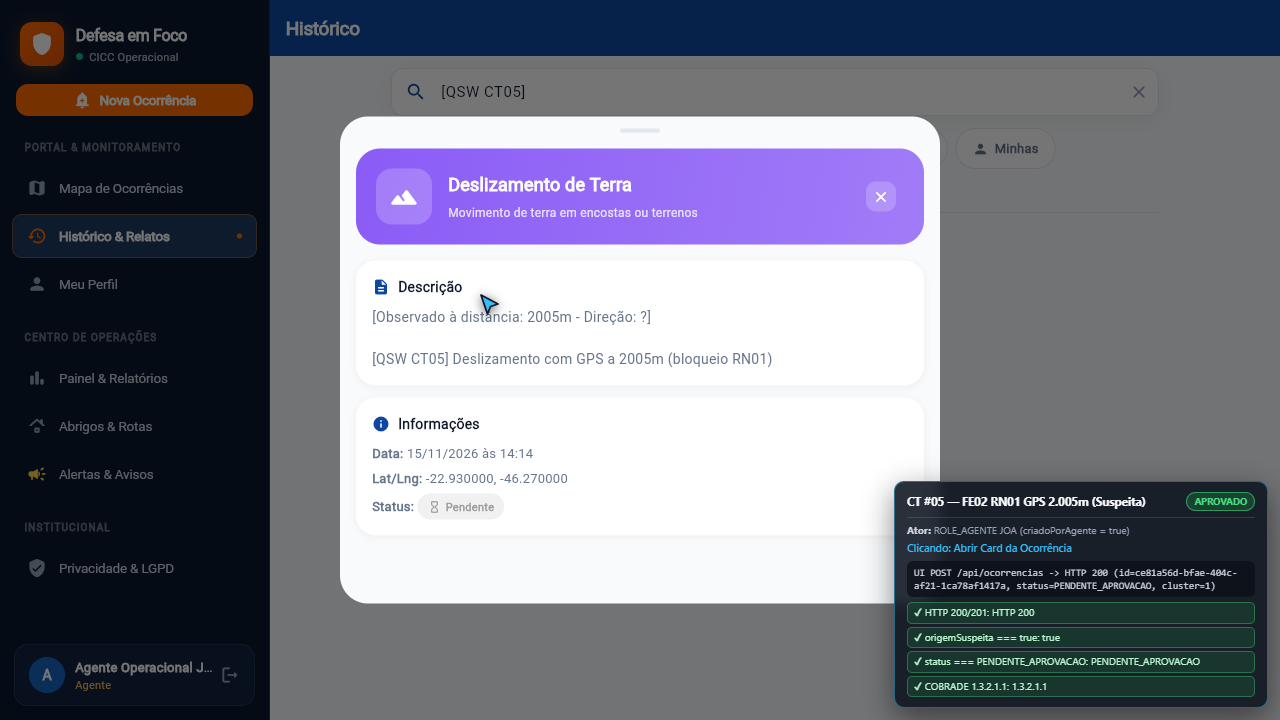 Defesa em Foco
CICC Operacional
Nova Ocorrência
PORTAL & MONITORAMENTO
Mapa de Ocorrências
Histórico & Relatos
Meu Perfil
CENTRO DE OPERAÇÕES
Painel & Relatórios
Abrigos & Rotas
Alertas & Avisos
INSTITUCIONAL
Privacidade & LGPD
A
Agente Operacional J...
Agente
Histórico
[QSW CT05]
Minhas
Deslizamento de Terra
Movimento de terra em encostas ou terrenos
Descrição
[Observado à distância: 2005m - Direção: ?]
[QSW CT05] Deslizamento com GPS a 2005m (bloqueio RN01)
Informações
Data: 15/11/2026 às 14:14
Lat/Lng: -22.930000, -46.270000
Status: Pendente
CT #05 — FE02 RN01 GPS 2.005m (Suspeita)
APROVADO
Ator: ROLE_AGENTE JOA (criadoPorAgente = true)
Clicando: Abrir Card da Ocorrência
UI POST /api/ocorrencias -> HTTP 200 (id=ce81a56d-bfae-404c-
af21-1ca78af1417a, status=PENDENTE_APROVACAO, cluster=1)
✔ HTTP 200/201: HTTP 200
✔ origemSuspeita === true: true
✔ status === PENDENTE_APROVACAO: PENDENTE_APROVACAO
✔ COBRADE 1.3.2.1.1: 1.3.2.1.1